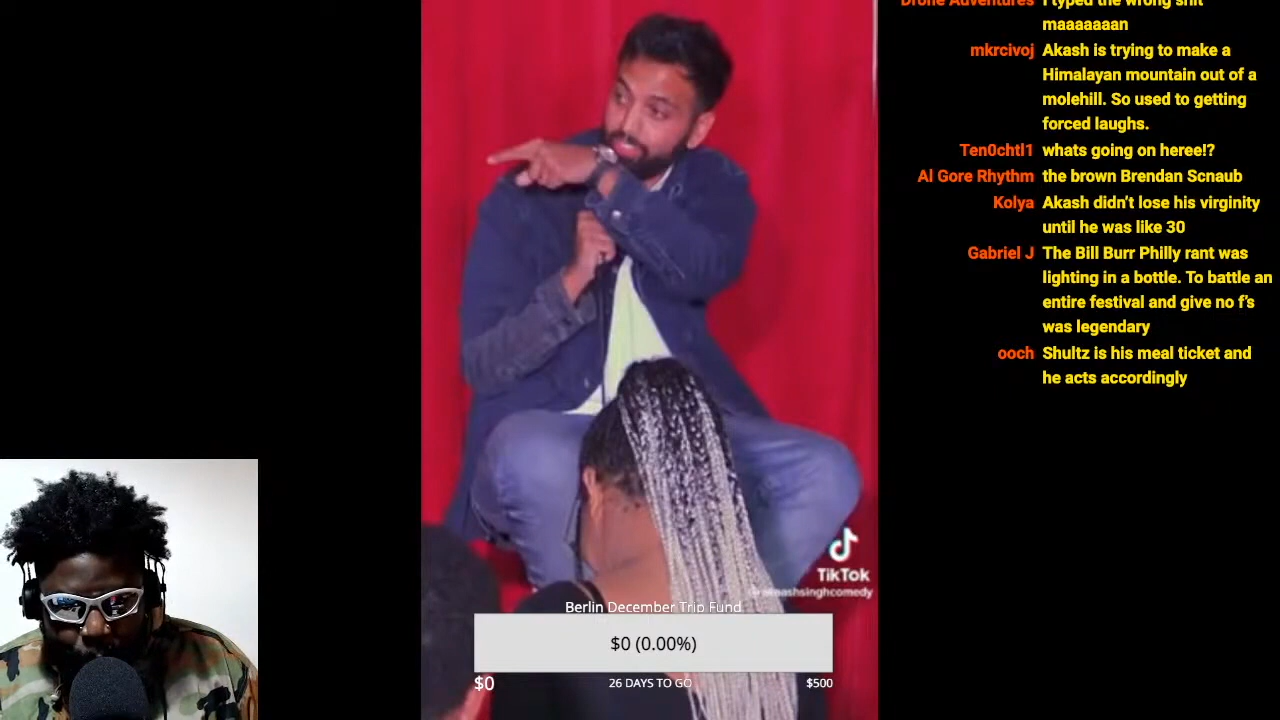 Drone Adventures I typed the wrong shit
maaaaaaan
mkrcivoj Akash is trying to make a
Himalayan mountain out of a
molehill. So used to getting
forced laughs.
Ten0chtl1 whats going on heree!?
Al Gore Rhythm the brown Brendan Scnaub
Kolya Akash didn't lose his virginity
until he was like 30
Gabriel J The Bill Burr Philly rant was
lighting in a bottle. To battle an
entire festival and give no f's
was legendary
ooch Shultz is his meal ticket and
he acts accordingly
TikTok
Berlin December Trip Fund
$0 (0.00%)
$0 26 DAYS TO GO $500